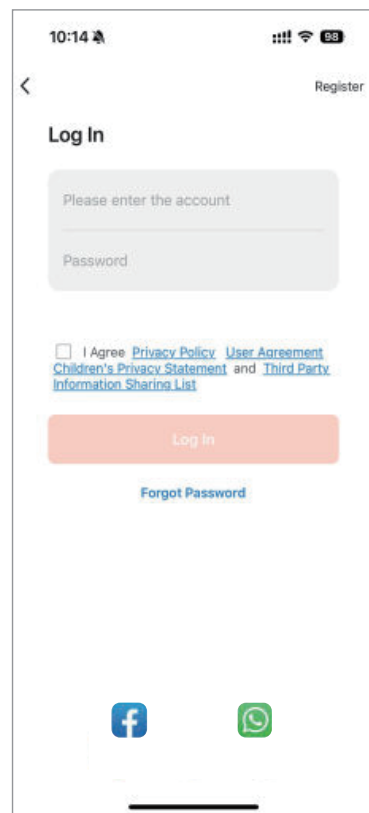 10:14
98
Register
Log In
Please enter the account
Password
I Agree Privacy Policy User Agreement
Children's Privacy Statement and Third Party
Information Sharing List
Log In
Forgot Password